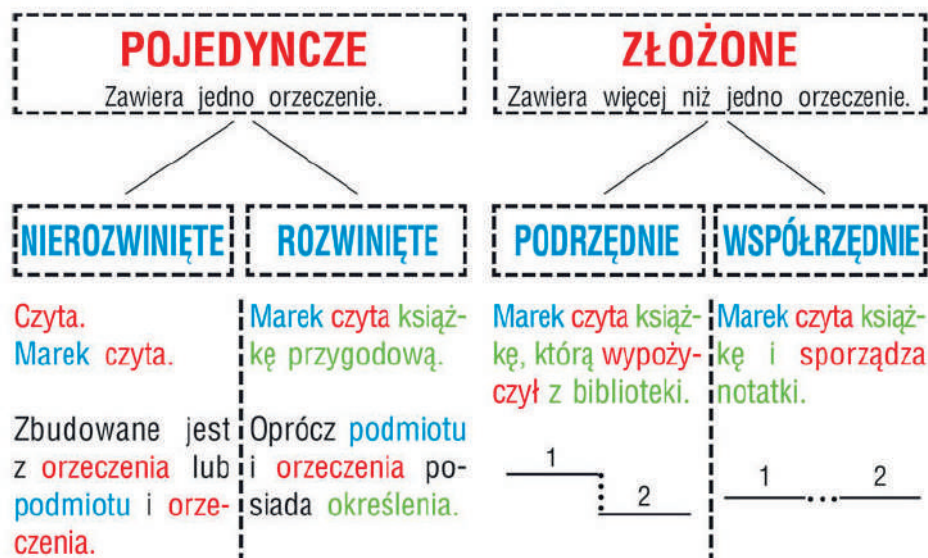 POJEDYNCZE
Zawiera jedno orzeczenie.
ZŁOŻONE
Zawiera więcej niż jedno orzeczenie.
NIEROZWINIĘTE
ROZWINIĘTE
PODRZĘDNIE
WSPÓŁRZĘDNIE
Czyta.
Marek czyta.
Zbudowane jest
z orzeczenia lub
podmiotu i orze-
czenia.
Marek czyta książ-
kę przygodową.
Oprócz podmiotu
i orzeczenia po-
siada określenia.
Marek czyta książ-
kę, którą wypoży-
czył z biblioteki.
1
2
Marek czyta książ-
kę i sporządza
notatki.
1 ... 2